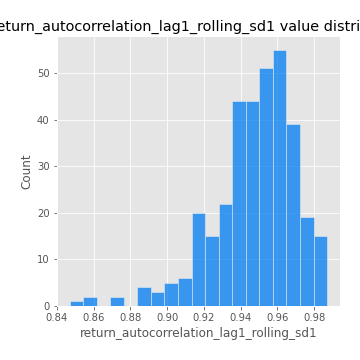 eturn_autocorrelation_lag1_rolling_sd1 value distri
50
40
30
20
10
0
Count
0.84 0.86 0.88 0.90 0.92 0.94 0.96 0.98
return_autocorrelation_lag1_rolling_sd1